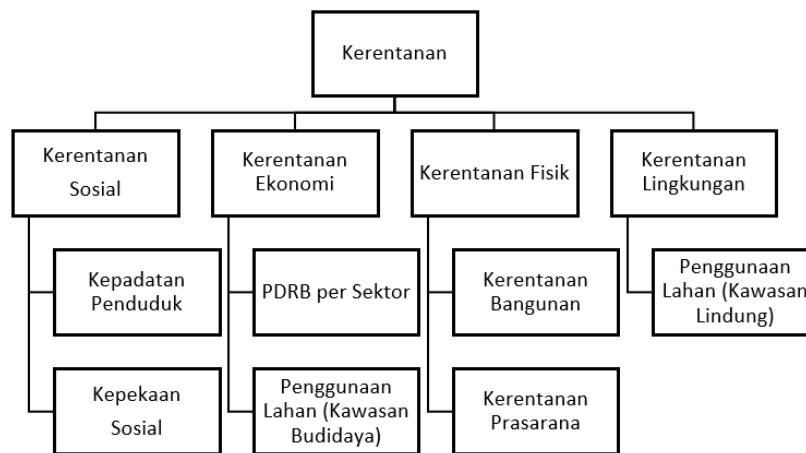 Kerentanan
Kerentanan
Sosial
Kerentanan
Ekonomi
Kerentanan Fisik
Kerentanan
Lingkungan
Kepadatan
Penduduk
PDRB per Sektor
Kerentanan
Bangunan
Penggunaan
Lahan (Kawasan
Lindung)
Kepekaan
Sosial
Penggunaan
Lahan (Kawasan
Budidaya)
Kerentanan
Prasarana